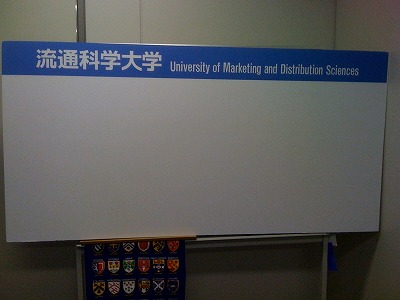 流通科学大学 University of Marketing and Distribution Sciences